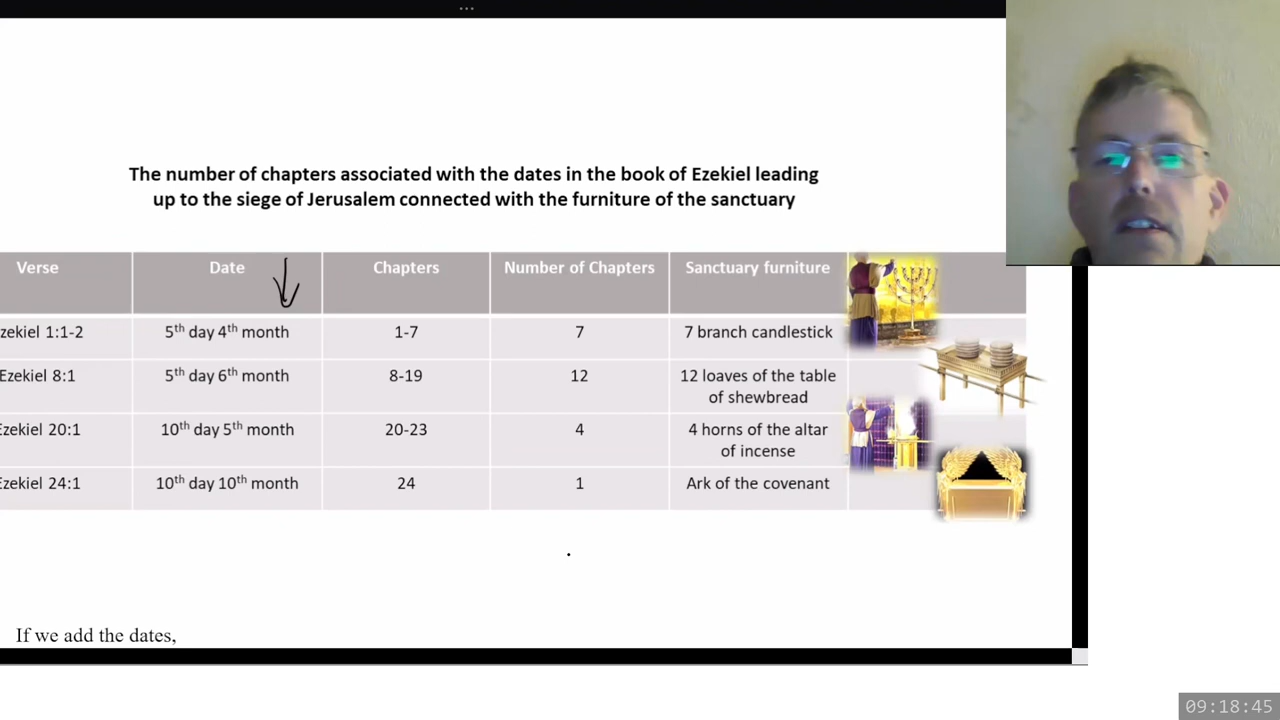 The number of chapters associated with the dates in the book of Ezekiel leading
up to the siege of Jerusalem connected with the furniture of the sanctuary
Verse Date Chapters Number of Chapters Sanctuary furniture
zekiel 1:1-2 5th day 4th month 1-7 7 7 branch candlestick
Ezekiel 8:1 5th day 6th month 8-19 12 12 loaves of the table
of shewbread
Ezekiel 20:1 10th day 5th month 20-23 4 4 horns of the altar
of incense
zekiel 24:1 10th day 10th month 24 1 Ark of the covenant
If we add the dates,
09:18:45